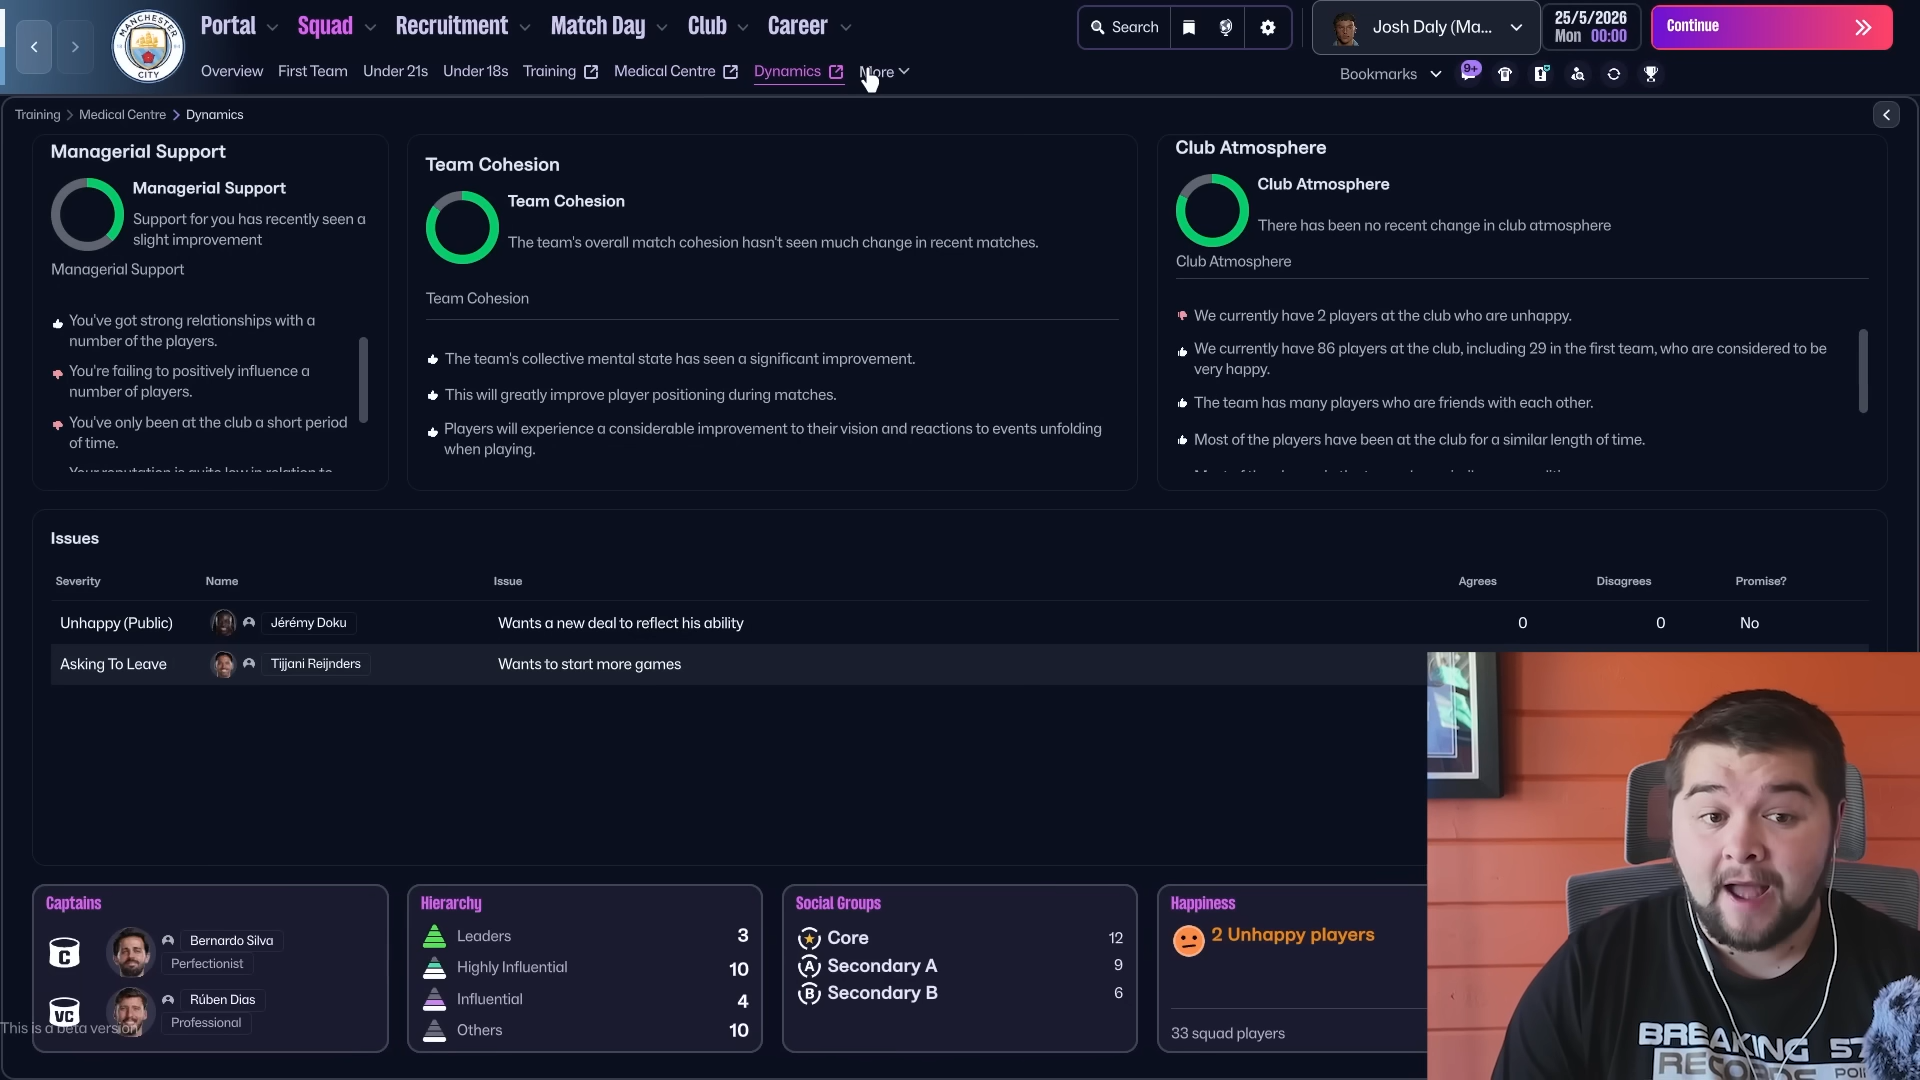 MANCHESTER
CITY
Portal
Squad
Recruitment
Match Day
Club
Career
Search
Josh Daly (Ma...
25/5/2026
Mon 00:00
Continue
Overview
First Team
Under 21s
Under 18s
Training
Medical Centre
Dynamics
More
Bookmarks
9+
Training > Medical Centre > Dynamics
Managerial Support
Managerial Support
Support for you has recently seen a
slight improvement
Managerial Support
You've got strong relationships with a
number of the players.
You're failing to positively influence a
number of players.
You've only been at the club a short period
of time.
Your reputation is quite low in relation to
Team Cohesion
Team Cohesion
The team's overall match cohesion hasn't seen much change in recent matches.
Team Cohesion
The team's collective mental state has seen a significant improvement.
This will greatly improve player positioning during matches.
Players will experience a considerable improvement to their vision and reactions to events unfolding
when playing.
Club Atmosphere
Club Atmosphere
There has been no recent change in club atmosphere
Club Atmosphere
We currently have 2 players at the club who are unhappy.
We currently have 86 players at the club, including 29 in the first team, who are considered to be
very happy.
The team has many players who are friends with each other.
Most of the players have been at the club for a similar length of time.
Issues
Severity Name Issue Agrees Disagrees Promise?
Unhappy (Public) Jérémy Doku Wants a new deal to reflect his ability 0 0 No
Asking To Leave Tijjani Reijnders Wants to start more games
Captains
C
Bernardo Silva
Perfectionist
VC
Rúben Dias
Professional
This is a beta version
Hierarchy
Leaders 3
Highly Influential 10
Influential 4
Others 10
Social Groups
Core 12
A Secondary A 9
B Secondary B 6
Happiness
2 Unhappy players
33 squad players
BREAKING ST